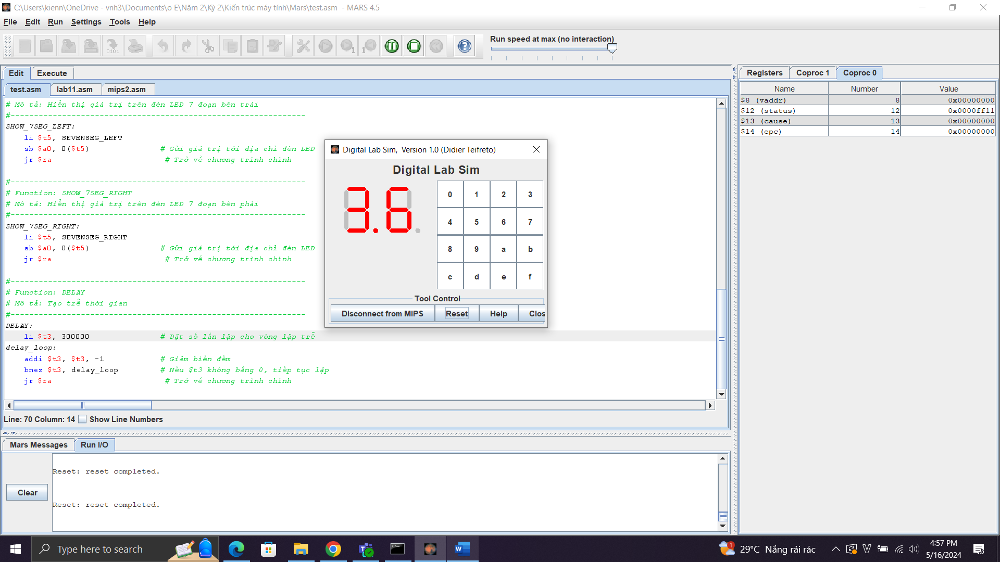 C:\Users\kienn\OneDrive - vnh3\Documents\o E\Năm 2\Kỳ 2\Kiến trúc máy tính\Mars\test.asm - MARS 4.5
File Edit Run Settings Tools Help
Run speed at max (no interaction)
Edit Execute
test.asm lab11.asm mips2.asm
# Mô tả: Hiển thị giá trị trên đèn LED 7 đoạn bên trái
#---------------------------------------------------------------
SHOW_7SEG_LEFT:
li $t5, SEVENSEG_LEFT
sb $a0, 0($t5) # Gửi giá trị tới địa chỉ đèn LED
jr $ra # Trở về chương trình chính
#---------------------------------------------------------------
# Function: SHOW_7SEG_RIGHT
# Mô tả: Hiển thị giá trị trên đèn LED 7 đoạn bên phải
#---------------------------------------------------------------
SHOW_7SEG_RIGHT:
li $t5, SEVENSEG_RIGHT
sb $a0, 0($t5) # Gửi giá trị tới địa chỉ đèn LED
jr $ra # Trở về chương trình chính
#---------------------------------------------------------------
# Function: DELAY
# Mô tả: Tạo trễ thời gian
#---------------------------------------------------------------
DELAY:
li $t3, 300000 # Đặt số lần lặp cho vòng lặp trễ
delay_loop:
addi $t3, $t3, -1 # Giảm biến đếm
bnez $t3, delay_loop # Nếu $t3 không bằng 0, tiếp tục lặp
jr $ra # Trở về chương trình chính
Line: 70 Column: 14 Show Line Numbers
Digital Lab Sim, Version 1.0 (Didier Teifreto)
Digital Lab Sim
3.6
0 1 2 3
4 5 6 7
8 9 a b
c d e f
Tool Control
Disconnect from MIPS Reset Help Clos
Registers Coproc 1 Coproc 0
Name Number Value
$8 (vaddr) 8 0x00000000
$12 (status) 12 0x0000ff11
$13 (cause) 13 0x00000000
$14 (epc) 14 0x00000000
Mars Messages Run I/O
Clear
Reset: reset completed.
Reset: reset completed.
Type here to search
29°C Nắng rải rác
4:57 PM
5/16/2024